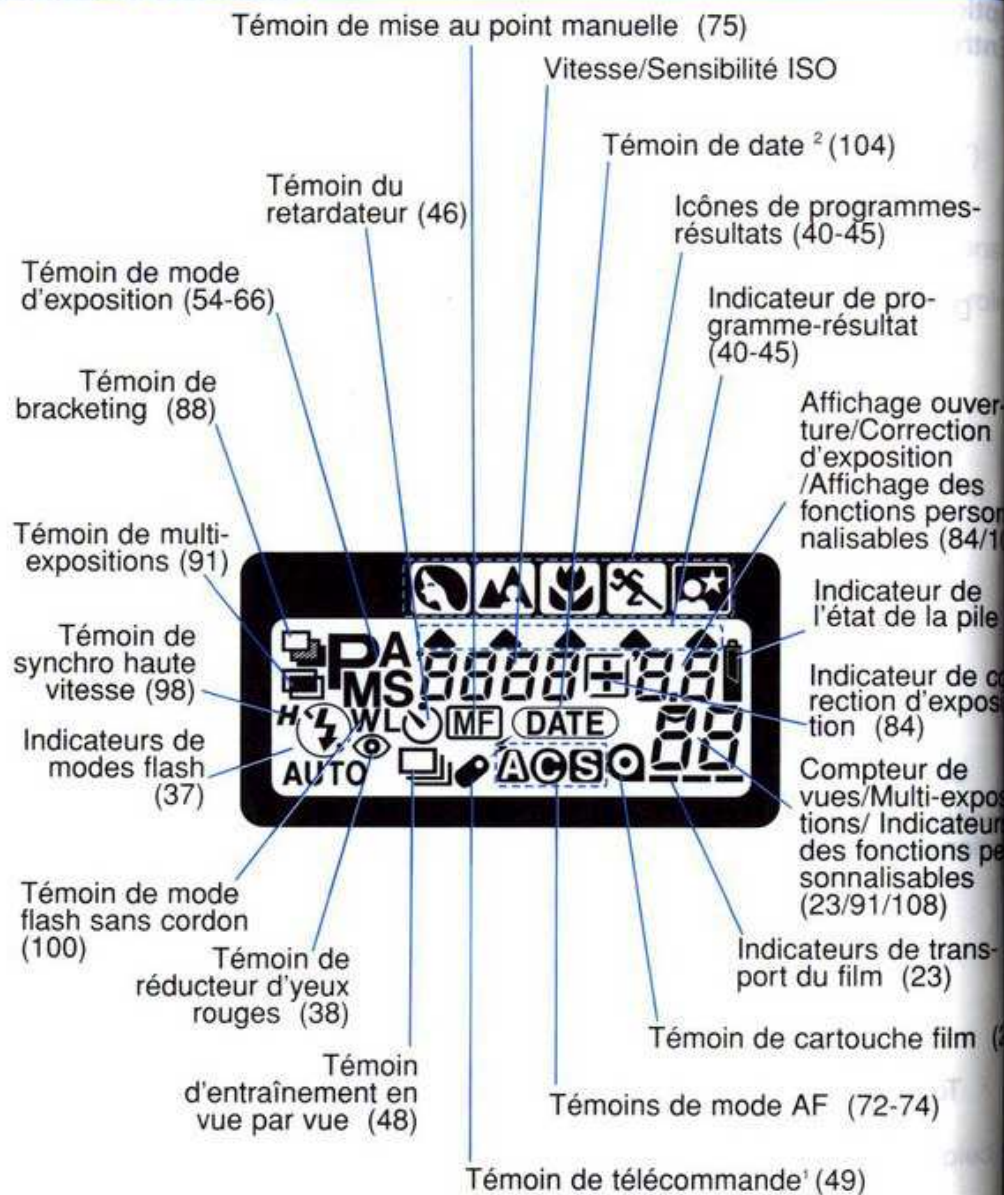 Témoin de mise au point manuelle (75)
Vitesse/Sensibilité ISO
Témoin de date ² (104)
Témoin du
retardateur (46)
Icônes de programmes-
résultats (40-45)
Témoin de mode
d'exposition (54-66)
Indicateur de pro-
gramme-résultat
(40-45)
Témoin de
bracketing (88)
Affichage ouver-
ture/Correction
d'exposition
/Affichage des
fonctions person
nalisables (84/1
Témoin de multi-
expositions (91)
Indicateur de
l'état de la pile
Témoin de
synchro haute
vitesse (98)
Indicateur de
rection
tion (84)
Indicateurs de
modes flash
(37)
P A
M S
8888 + 88
H WL MF DATE
AUTO A C S 88
Compteur de
vues/Multi-
tions/ Indicateur
des fonctions
sonnalisables
(23/91/108)
Témoin de mode
flash sans cordon
(100)
Témoin de
réducteur d'yeux
rouges (38)
Indicateurs de trans-
port du film (23)
Témoin de cartouche film
Témoin
d'entraînement en
vue par vue (48)
Témoins de mode AF (72-74)
Témoin de télécommande¹ (49)